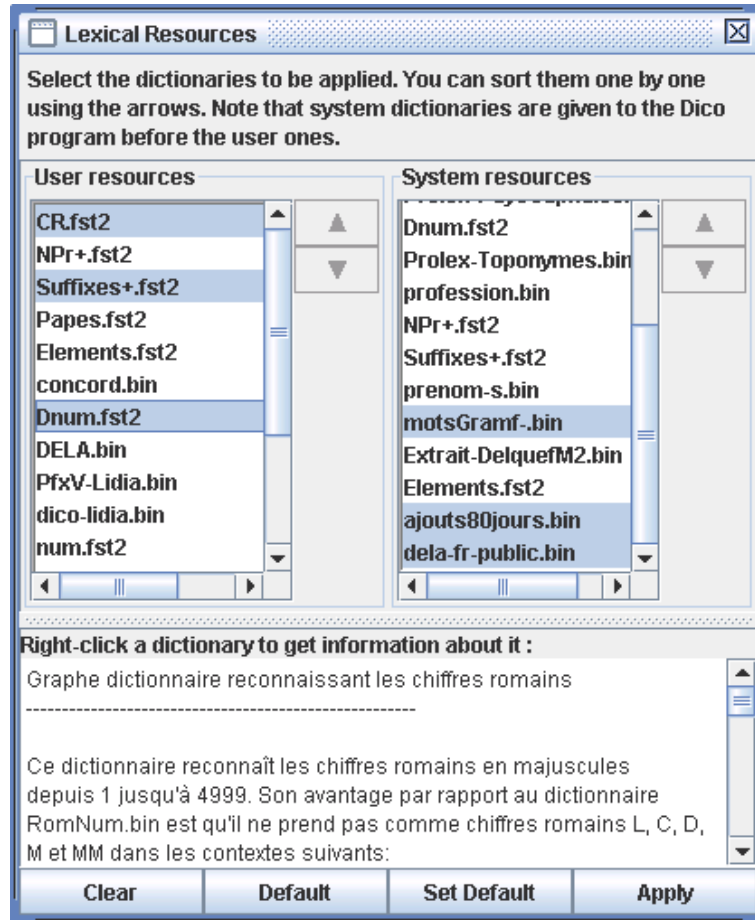 Lexical Resources
Select the dictionaries to be applied. You can sort them one by one
using the arrows. Note that system dictionaries are given to the Dico
program before the user ones.
User resources
CR.fst2
NPr+.fst2
Suffixes+.fst2
Papes.fst2
Elements.fst2
concord.bin
Dnum.fst2
DELA.bin
PfxV-Lidia.bin
dico-lidia.bin
num.fst2
System resources
Dnum.fst2
Prolex-Toponymes.bin
profession.bin
NPr+.fst2
Suffixes+.fst2
prenom-s.bin
motsGramf-.bin
Extrait-DelquefM2.bin
Elements.fst2
ajouts80jours.bin
dela-fr-public.bin
Right-click a dictionary to get information about it :
Graphe dictionnaire reconnaissant les chiffres romains
------------------------------------------------------
Ce dictionnaire reconnaît les chiffres romains en majuscules
depuis 1 jusqu'à 4999. Son avantage par rapport au dictionnaire
RomNum.bin est qu'il ne prend pas comme chiffres romains L, C, D,
M et MM dans les contextes suivants:
Clear
Default
Set Default
Apply